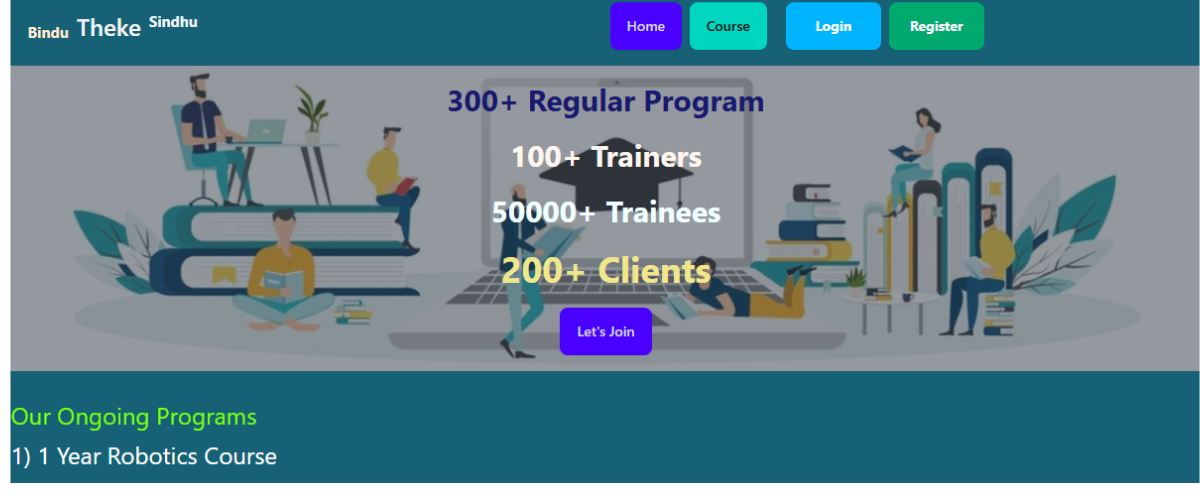 Bindu Theke Sindhu
Home Course Login Register
300+ Regular Program
100+ Trainers
50000+ Trainees
200+ Clients
Let's Join
Our Ongoing Programs
1) 1 Year Robotics Course